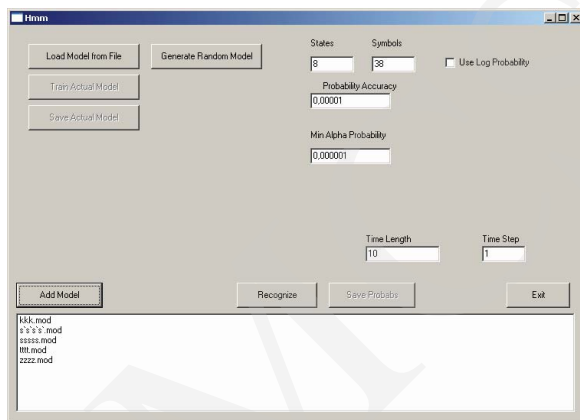 Hmm
States Symbols
Load Model from File Generate Random Model 8 38 Use Log Probability
Train Actual Model Probability Accuracy
0,00001
Save Actual Model
Min Alpha Probability
0,000001
Time Length Time Step
10 1
Add Model Recognize Save Probabs Exit
kkk.mod
s`s`s`s`.mod
sssss.mod
tttt.mod
zzzz.mod